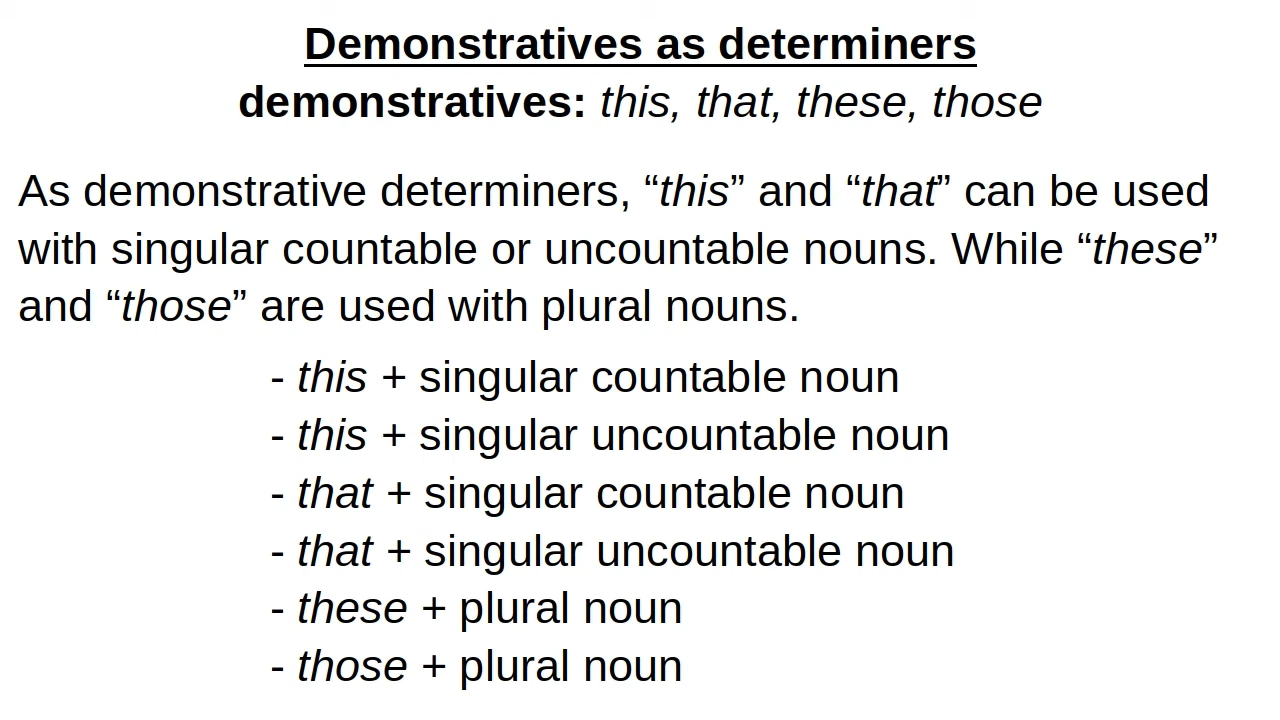 Demonstratives as determiners
demonstratives: this, that, these, those
As demonstrative determiners, “this” and “that” can be used
with singular countable or uncountable nouns. While “these”
and “those” are used with plural nouns.
- this + singular countable noun
- this + singular uncountable noun
- that + singular countable noun
- that + singular uncountable noun
- these + plural noun
- those + plural noun